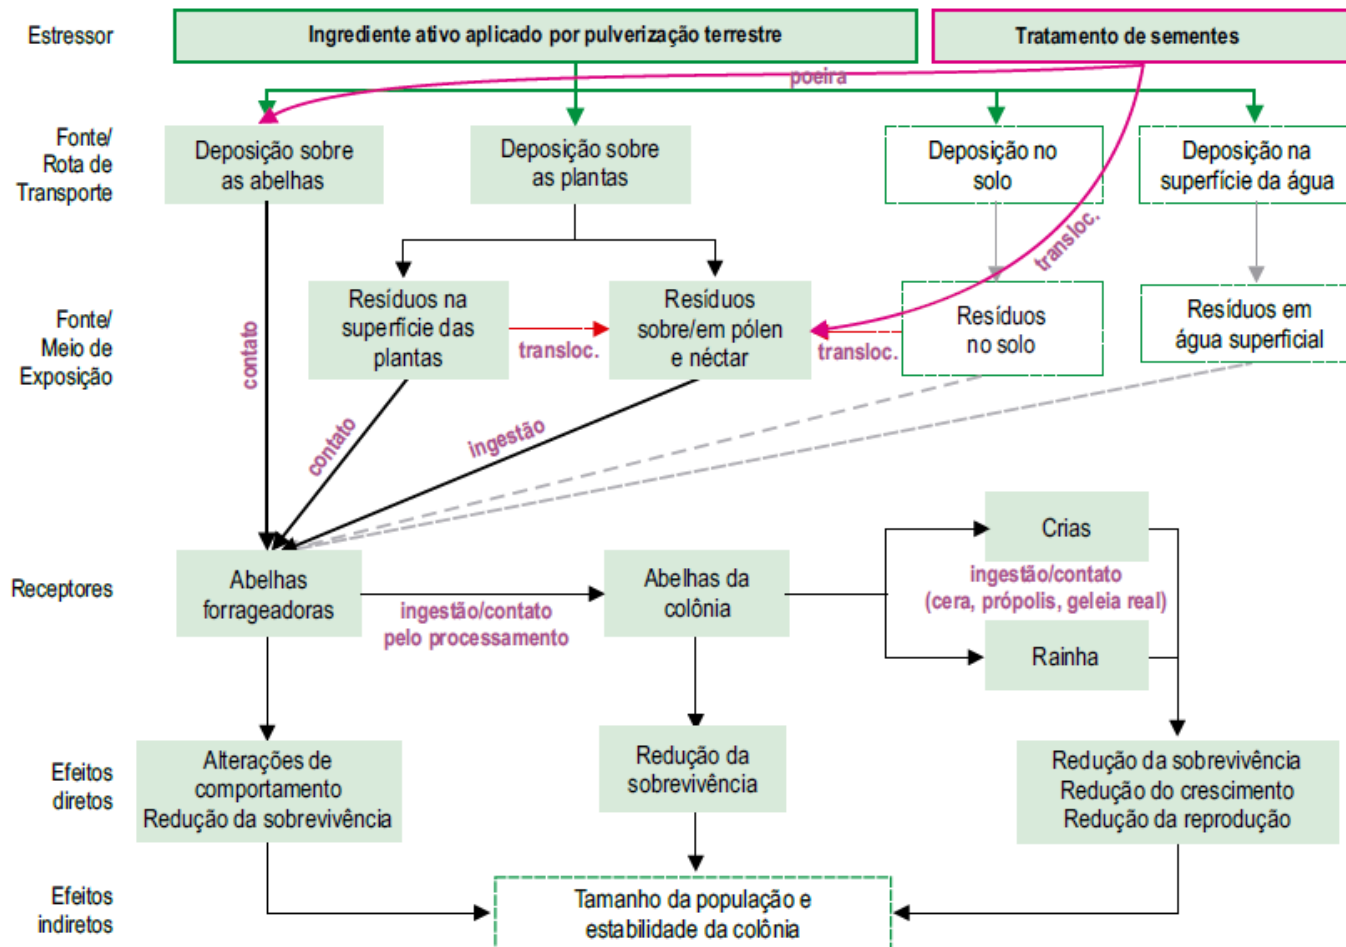 Estressor
Ingrediente ativo aplicado por pulverização terrestre
Tratamento de sementes
poeira
Fonte/
Rota de
Transporte
Deposição sobre
as abelhas
Deposição sobre
as plantas
Deposição no
solo
Deposição na
superfície da água
transloc.
Fonte/
Meio de
Exposição
contato
Resíduos na
superfície das
plantas
transloc.
Resíduos
sobre/em pólen
e néctar
transloc.
Resíduos
no solo
Resíduos em
água superficial
contato
ingestão
Receptores
Abelhas
forrageadoras
ingestão/contato
pelo processamento
Abelhas da
colônia
Crias
ingestão/contato
(cera, própolis, geleia real)
Rainha
Efeitos
diretos
Alterações de
comportamento
Redução da sobrevivência
Redução da
sobrevivência
Redução da sobrevivência
Redução do crescimento
Redução da reprodução
Efeitos
indiretos
Tamanho da população e
estabilidade da colônia